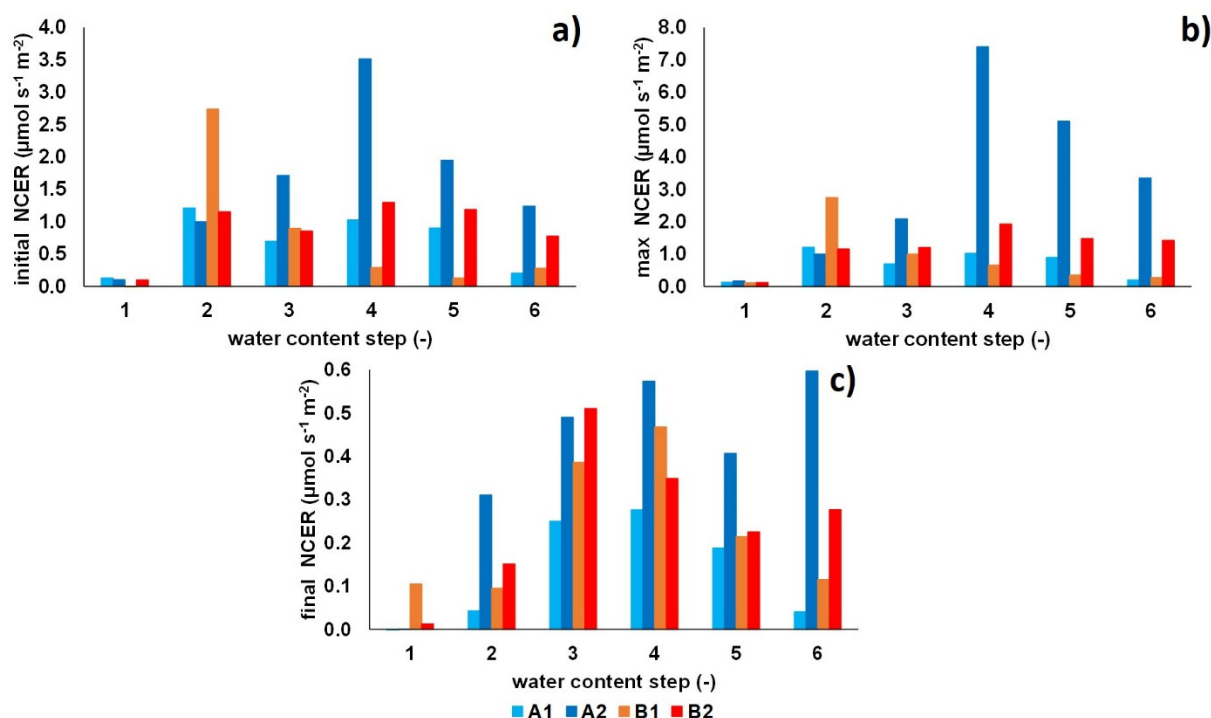 a)
initial NCER (µmol s⁻¹ m⁻²)
4.0
3.5
3.0
2.5
2.0
1.5
1.0
0.5
0.0
1 2 3 4 5 6
water content step (-)
b)
max NCER (µmol s⁻¹ m⁻²)
8.0
7.0
6.0
5.0
4.0
3.0
2.0
1.0
0.0
1 2 3 4 5 6
water content step (-)
c)
final NCER (µmol s⁻¹ m⁻²)
0.6
0.5
0.4
0.3
0.2
0.1
0.0
1 2 3 4 5 6
water content step (-)
A1 A2 B1 B2